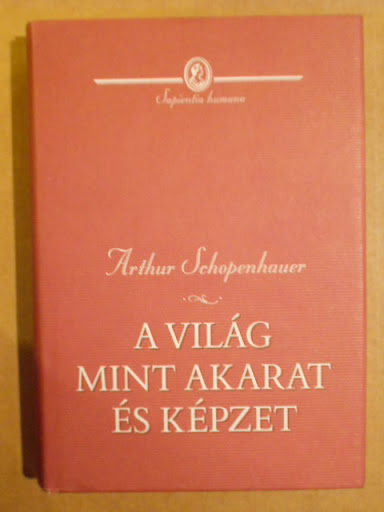 Sapientia humana
Arthur Schopenhauer
A VILÁG
MINT AKARAT
ÉS KÉPZET